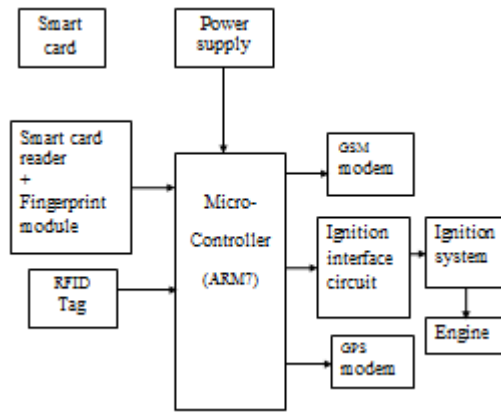 Smart
card
Power
supply
Smart card
reader
+
Fingerprint
module
RFID
Tag
Micro-
Controller
(ARM7)
GSM
modem
Ignition
interface
circuit
Ignition
system
Engine
GPS
modem